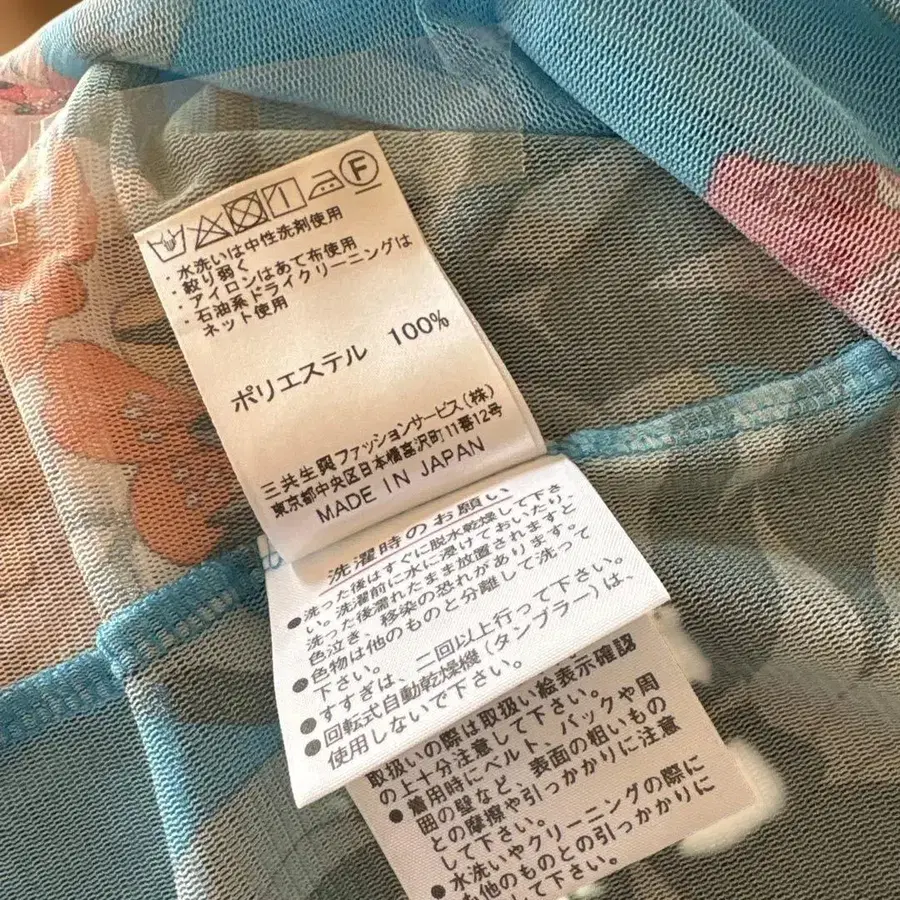 F
・水洗いは中性洗剤使用
・絞り弱く
・アイロンはあて布使用
・石油系ドライクリーニングは
ネット使用
ポリエステル 100%
三共生興ファッションサービス(株)
東京都中央区日本橋富沢町11番12号
MADE IN JAPAN
洗濯時のお願い
●洗った後はすぐに脱水乾燥して下さ
い。洗濯前に水に浸けておいたり、
洗った後濡れたまま放置されますと
色泣き、移染の恐れがあります。
●色物は他のものと分離して洗って
下さい。
●すすぎは、二回以上行って下さい。
●回転式自動乾燥機(タンブラー)は、
使用しないで下さい。
取扱いの際は取扱い絵表示確認
の上十分注意して下さい。
●着用時にベルト、バックや周
囲の壁など、表面の粗いもの
との摩擦や引っかかりに注意
して下さい。
●水洗いやクリーニングの際に
も他のものとの引っかかりに
して下さい。